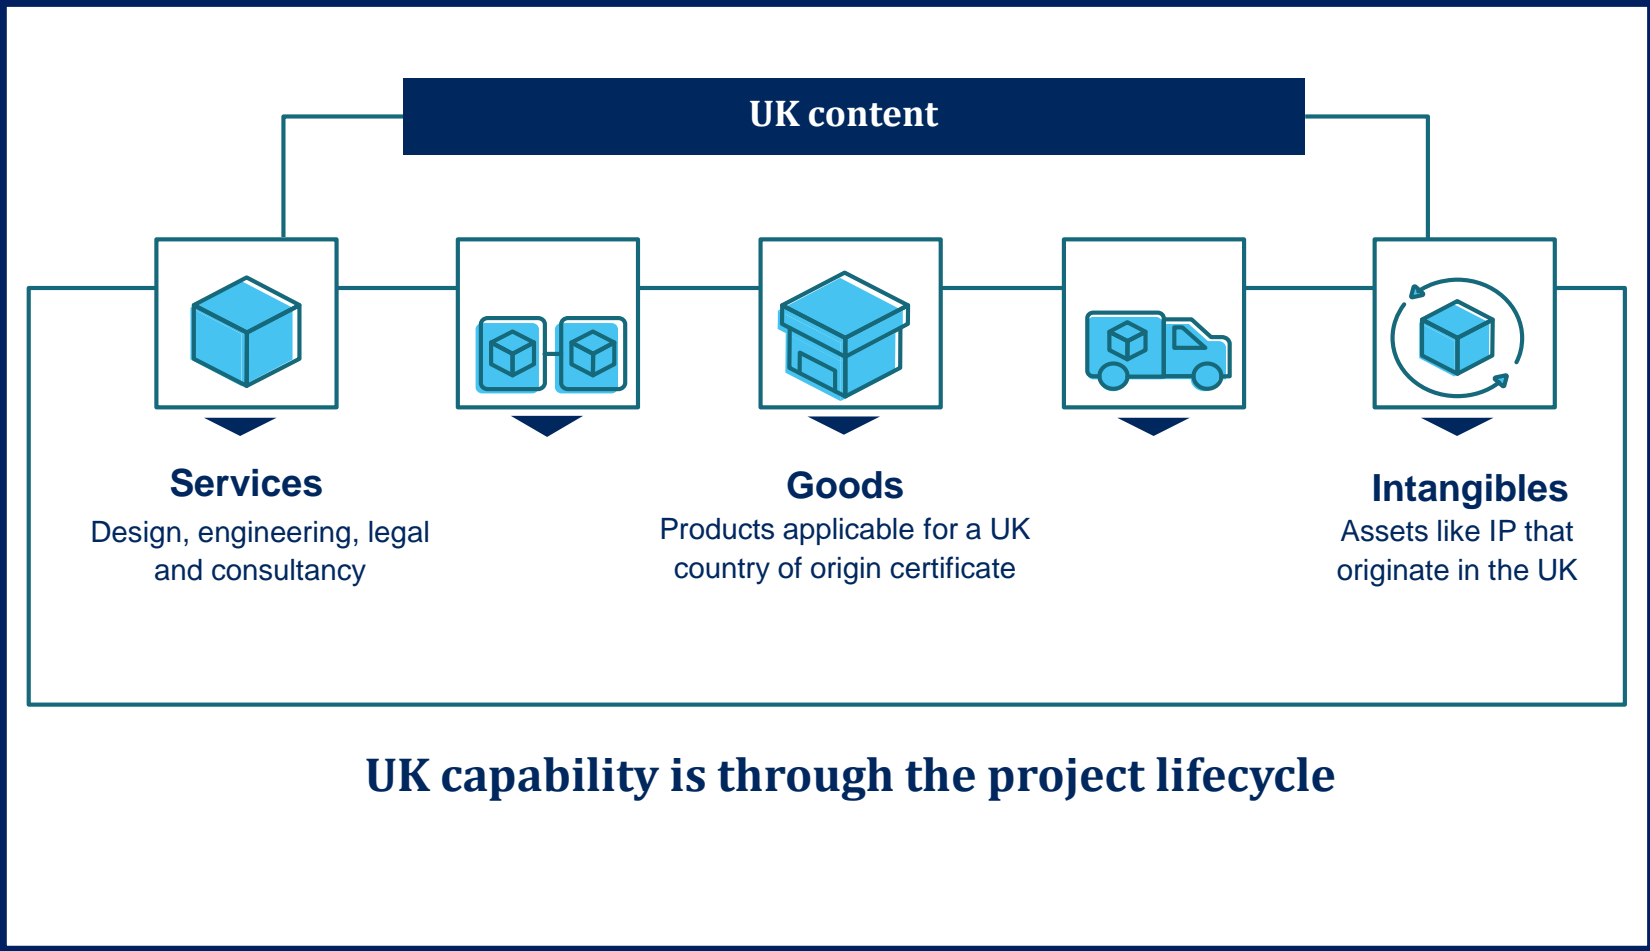 UK content
Services
Design, engineering, legal
and consultancy
Goods
Products applicable for a UK
country of origin certificate
Intangibles
Assets like IP that
originate in the UK
UK capability is through the project lifecycle